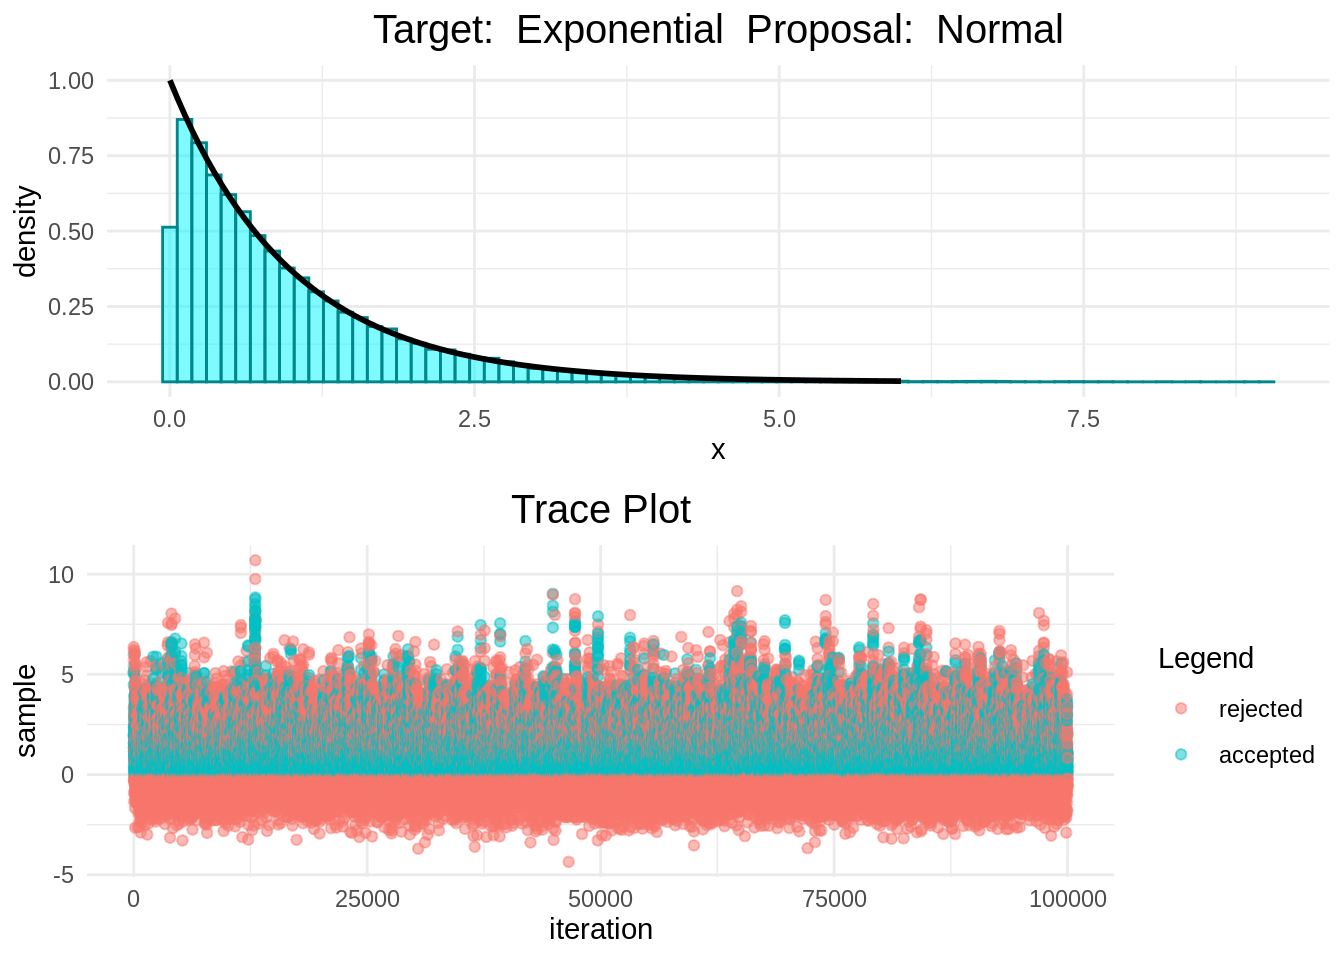 Target:  Exponential  Proposal:  Normal
density
1.00
0.75
0.50
0.25
0.00
0.0 2.5 5.0 7.5
x
Trace Plot
sample
10
5
0
-5
0 25000 50000 75000 100000
iteration
Legend
rejected
accepted